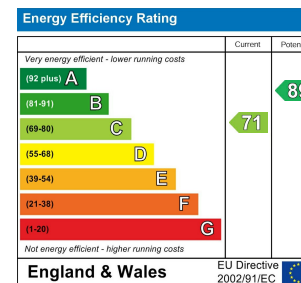 Energy Efficiency Rating
Current
Very energy efficient - lower running costs
(92 plus) A
(81-91) B
(69-80) C
71
(55-68) D
(39-54) E
(21-38) F
(1-20) G
Not energy efficient - higher running costs
England & Wales
EU Directive
2002/91/EC